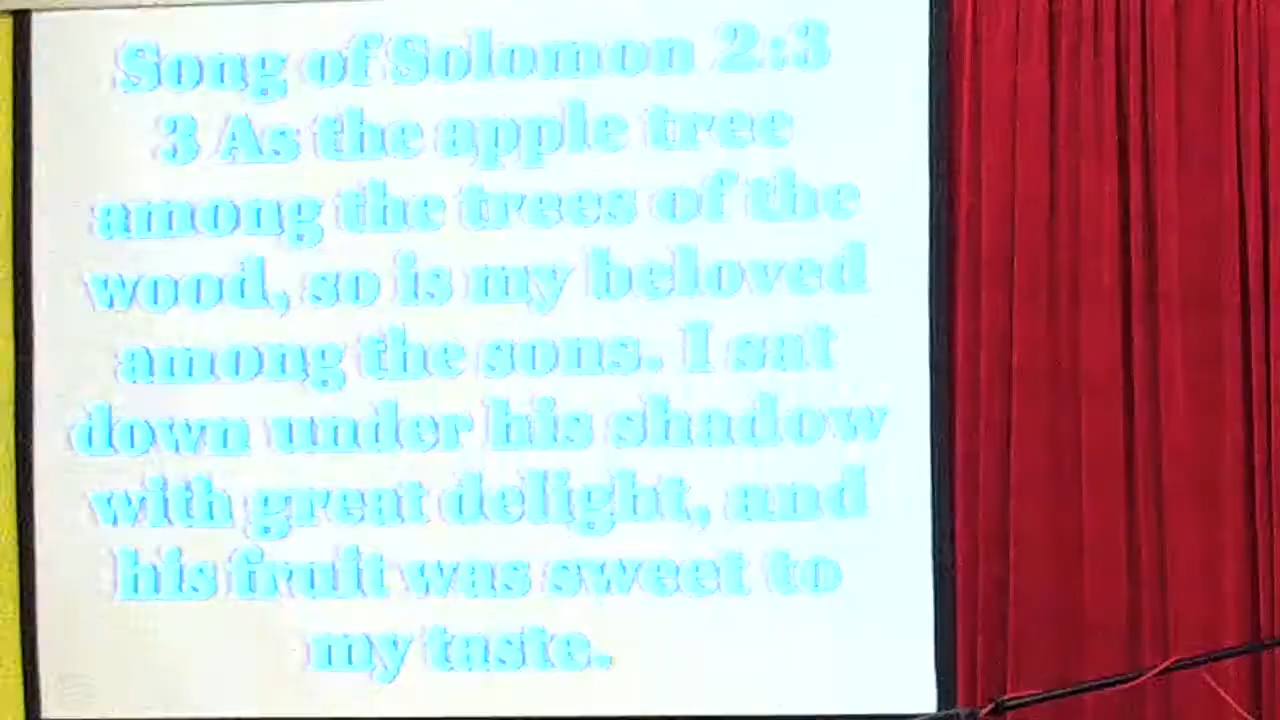 Song of Solomon 2:3
3 As the apple tree
among the trees of the
wood, so is my beloved
among the sons. I sat
down under his shadow
with great delight, and
his fruit was sweet to
my taste.